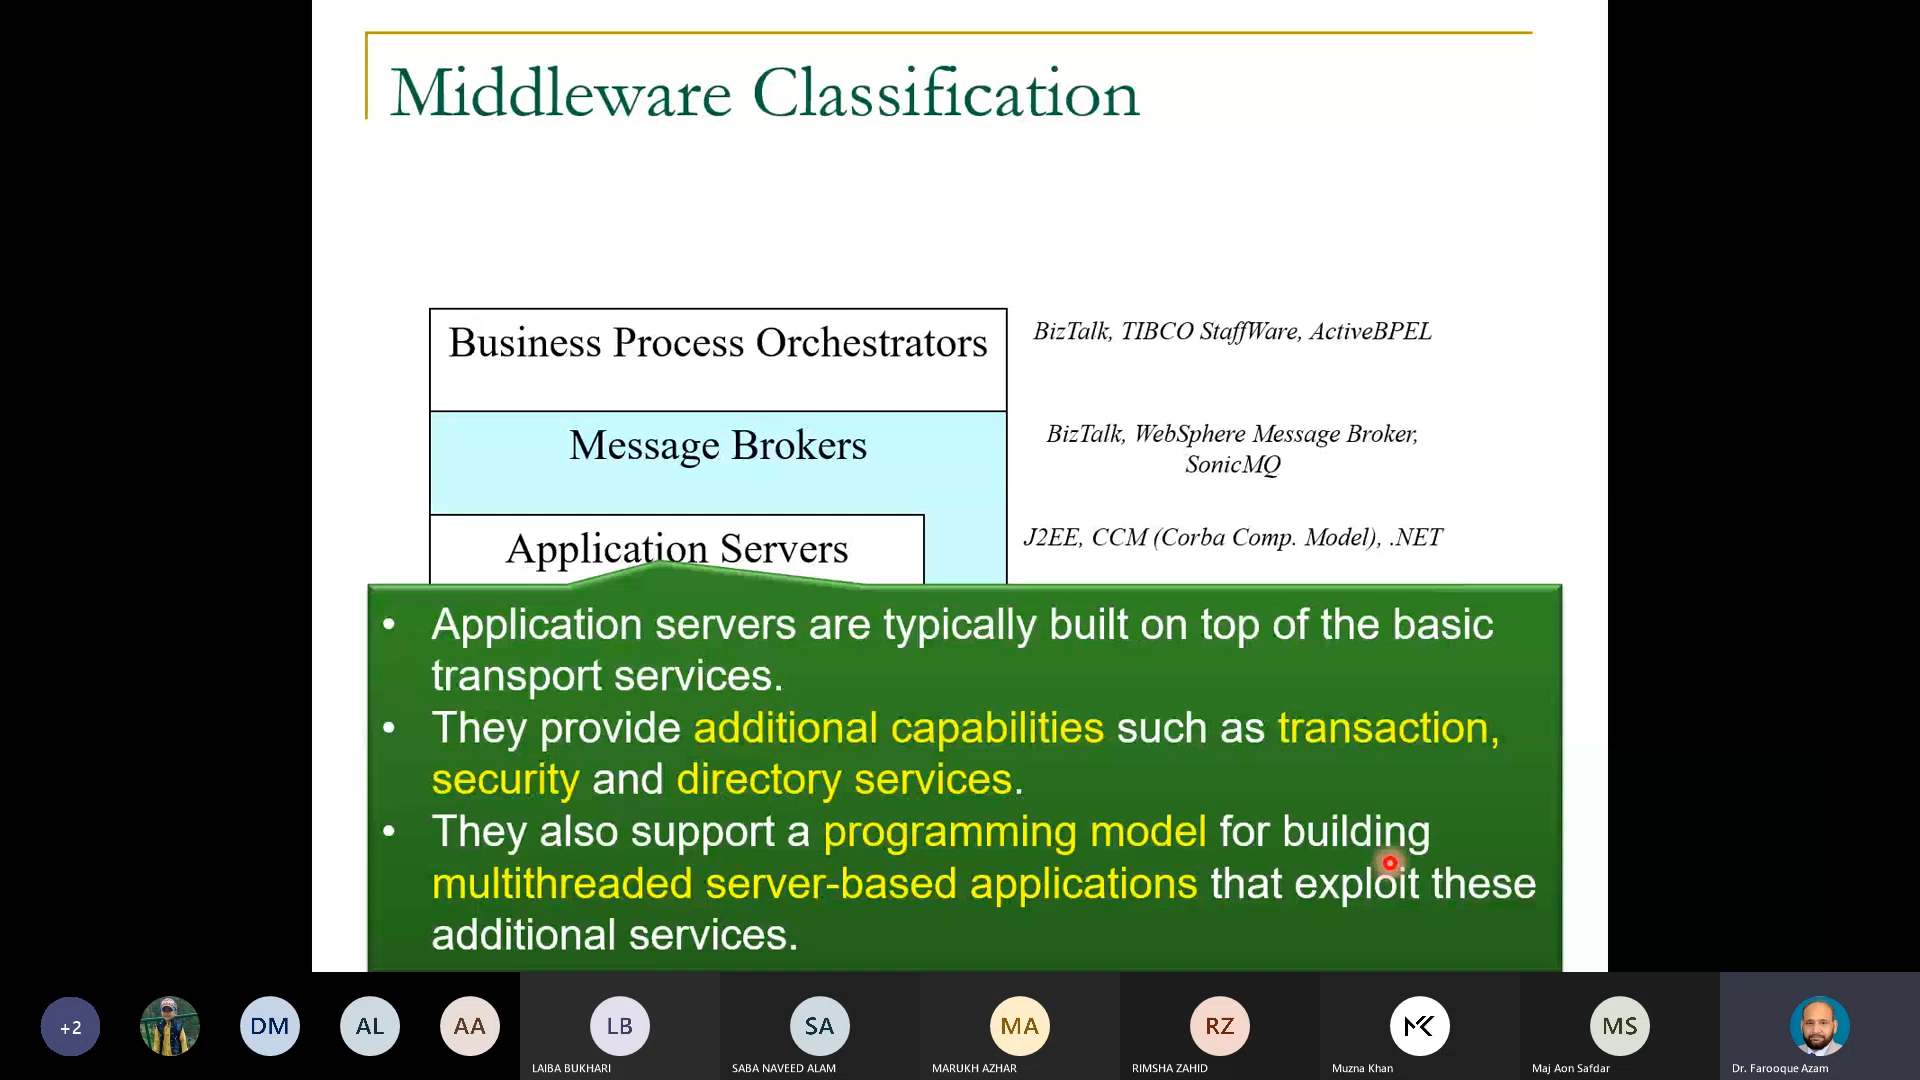 Middleware Classification
Business Process Orchestrators
BizTalk, TIBCO StaffWare, ActiveBPEL
Message Brokers
BizTalk, WebSphere Message Broker,
SonicMQ
Application Servers
J2EE, CCM (Corba Comp. Model), .NET
• Application servers are typically built on top of the basic
transport services.
• They provide additional capabilities such as transaction,
security and directory services.
• They also support a programming model for building
multithreaded server-based applications that exploit these
additional services.
+2
DM
AL
AA
LB
SA
MA
RZ
MK
MS
LAIBA BUKHARI
SABA NAVEED ALAM
MARUKH AZHAR
RIMSHA ZAHID
Muzna Khan
Maj Aon Safdar
Dr. Farooque Azam